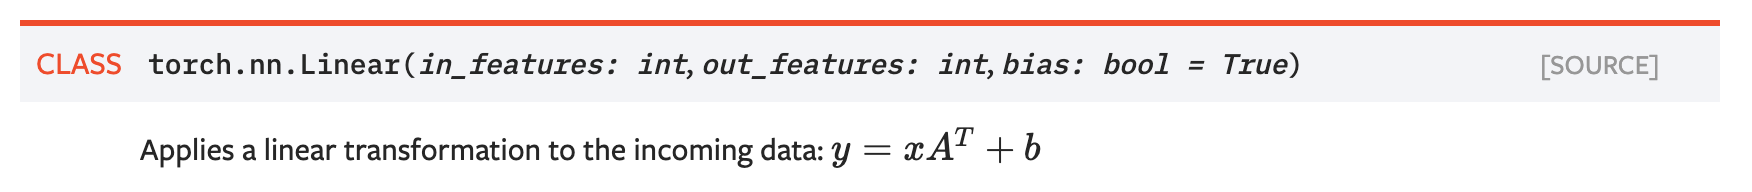 CLASS torch.nn.Linear(in_features: int, out_features: int, bias: bool = True) [SOURCE]
Applies a linear transformation to the incoming data: y = xA^T + b